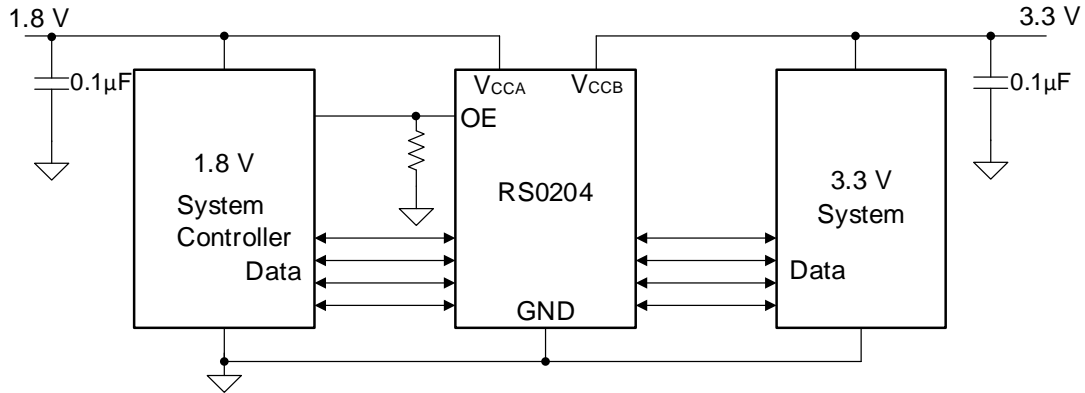 1.8 V
3.3 V
0.1µF
VCCA
VCCB
0.1µF
OE
1.8 V
System
Controller
RS0204
3.3 V
System
Data
Data
GND